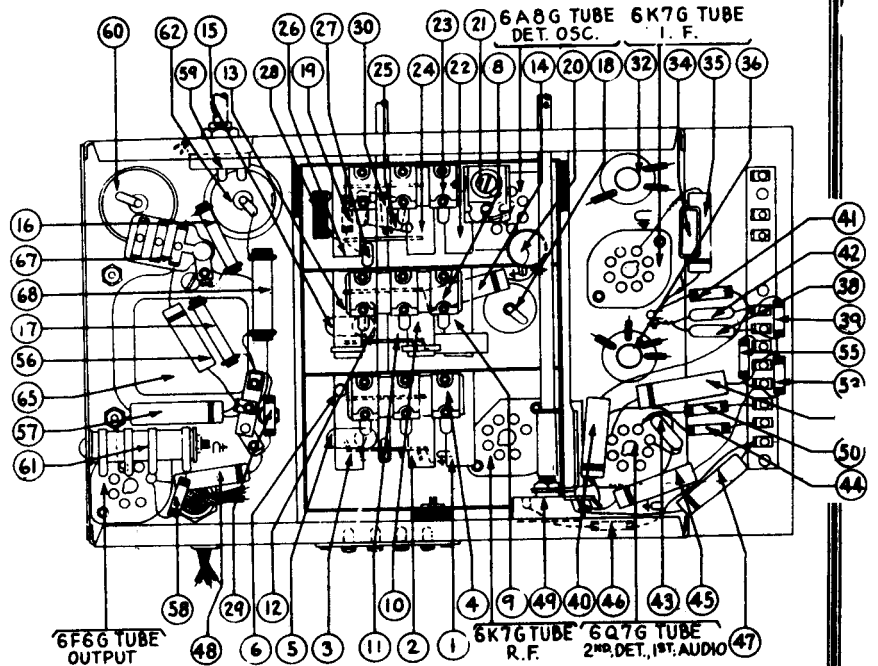 6A8G TUBE 6K7G TUBE
DET. OSC. I. F.
60 62 15 26 27 30 23 21
59 13 28 19 25 24 22 8 14 20 18 32 34 35 36
16
67
68
17
56
65
57
61
41
42
38
39
55
53
50
44
58 48 29 6 12 5 3 11 10 2 1 4 9 49 40 46 43 45 47
6F6G TUBE
OUTPUT
6K7G TUBE
R.F.
6Q7G TUBE
2ND. DET., 1ST. AUDIO